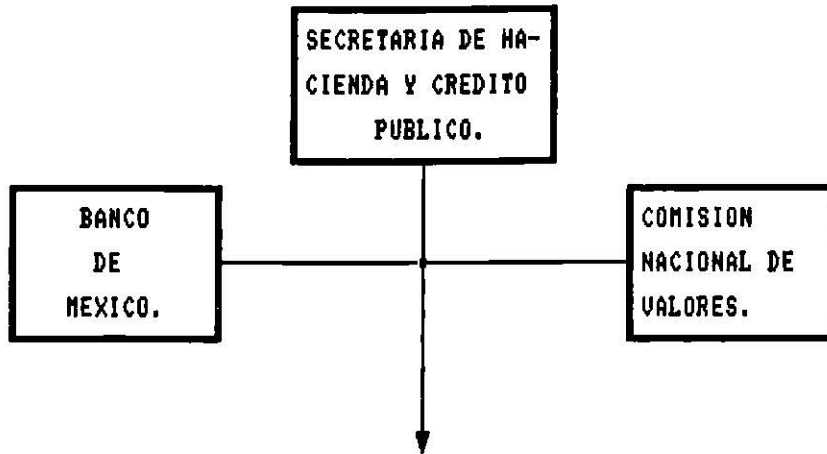 SECRETARIA DE HA-
CIENDA Y CREDITO
PUBLICO.
BANCO
DE
MEXICO.
COMISION
NACIONAL DE
VALORES.